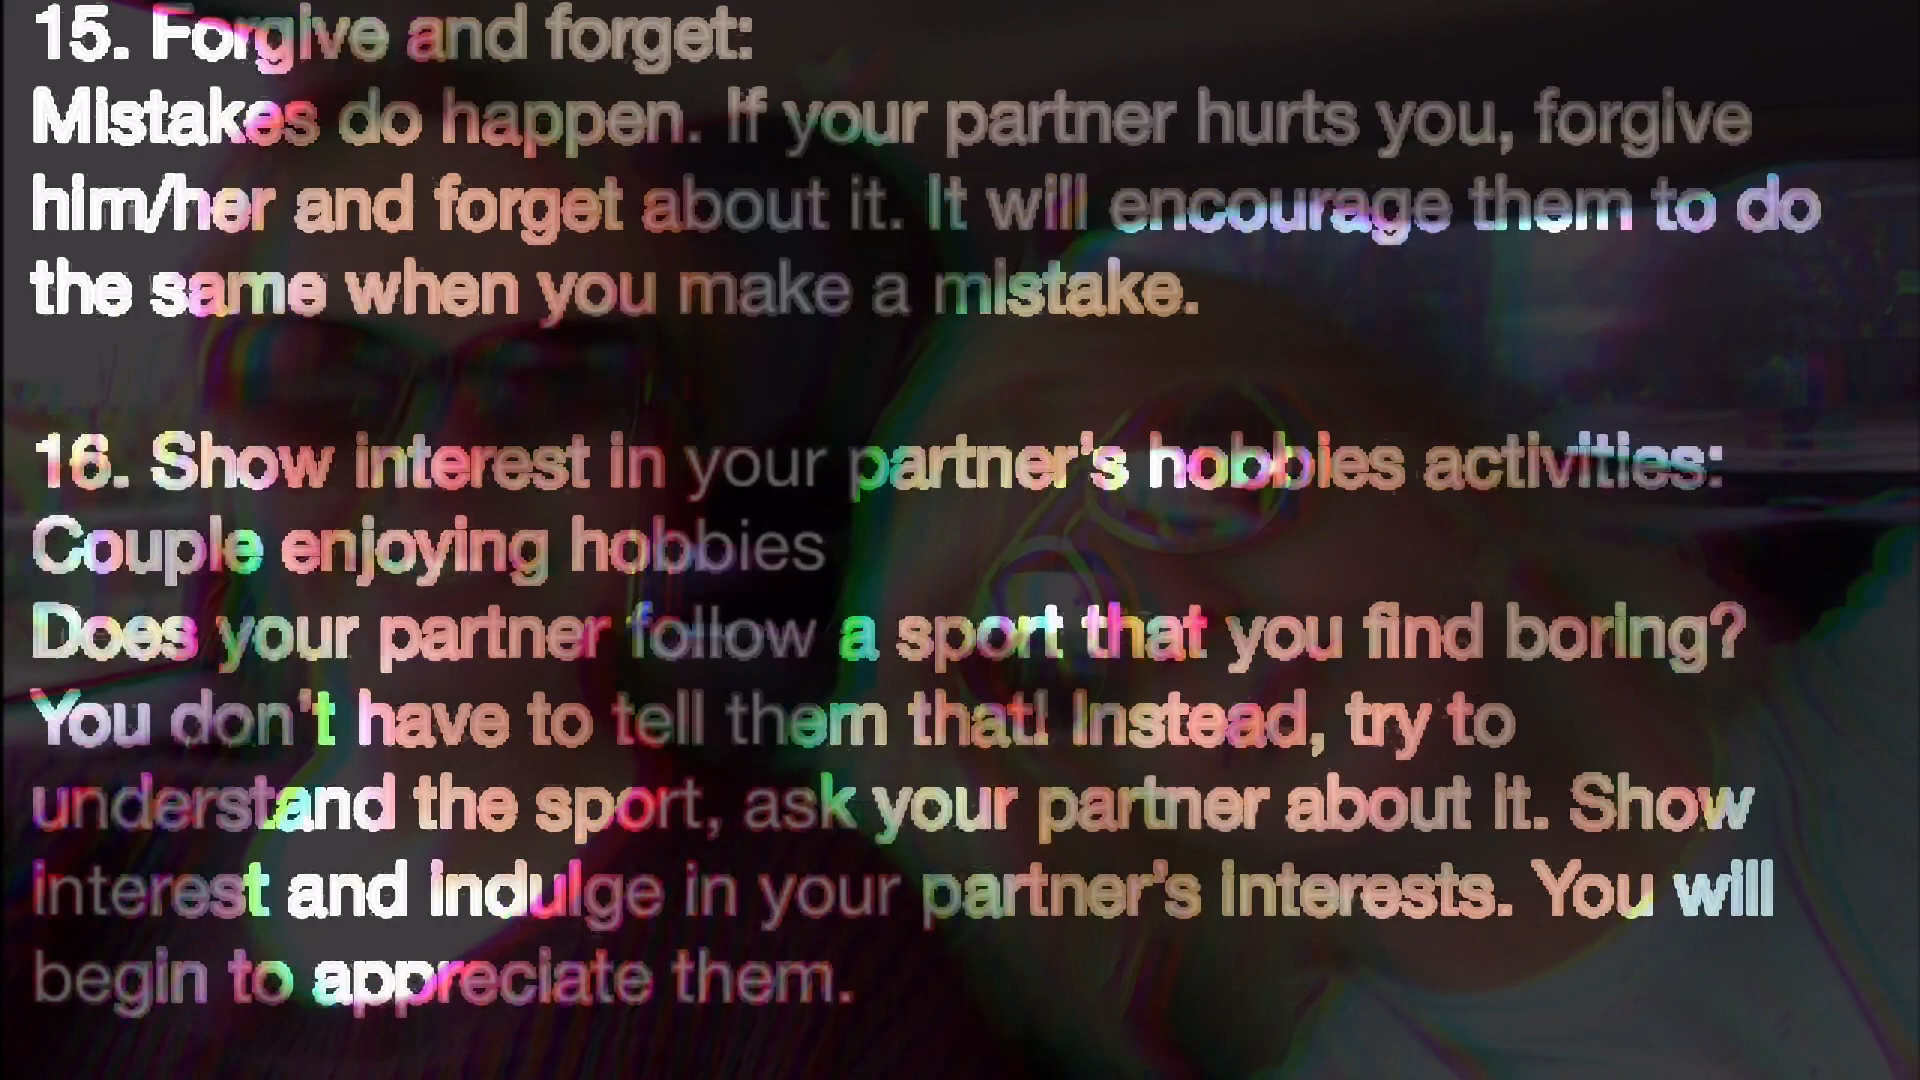 15. Forgive and forget:
Mistakes do happen. If your partner hurts you, forgive
him/her and forget about it. It will encourage them to do
the same when you make a mistake.
16. Show interest in your partner's hobbies activities:
Couple enjoying hobbies
Does your partner follow a sport that you find boring?
You don't have to tell them that! Instead, try to
understand the sport, ask your partner about it. Show
interest and indulge in your partner's interests. You will
begin to appreciate them.